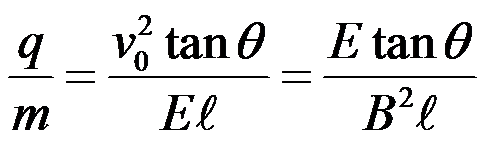 q/m = v₀² tan θ / Eℓ = E tan θ / B²ℓ